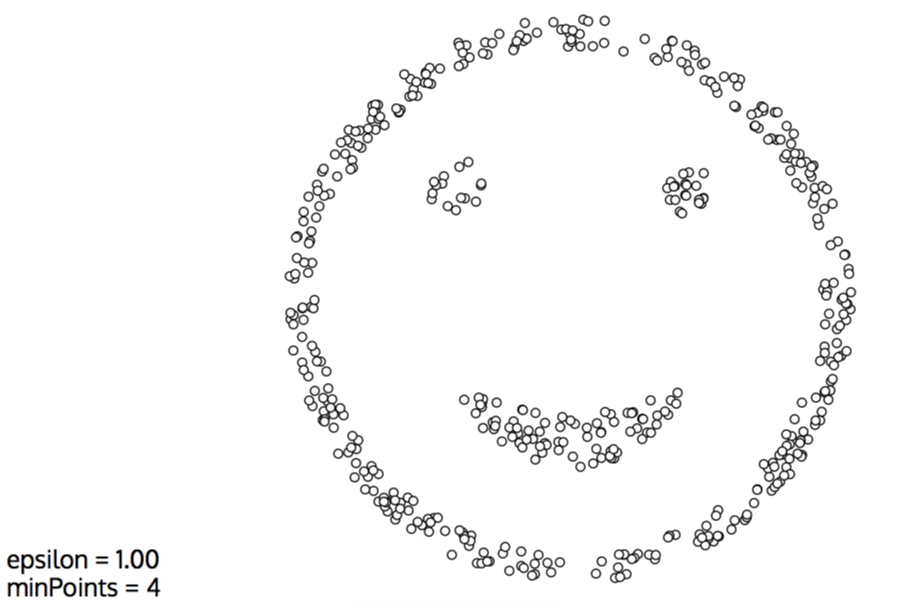 epsilon = 1.00
minPoints = 4